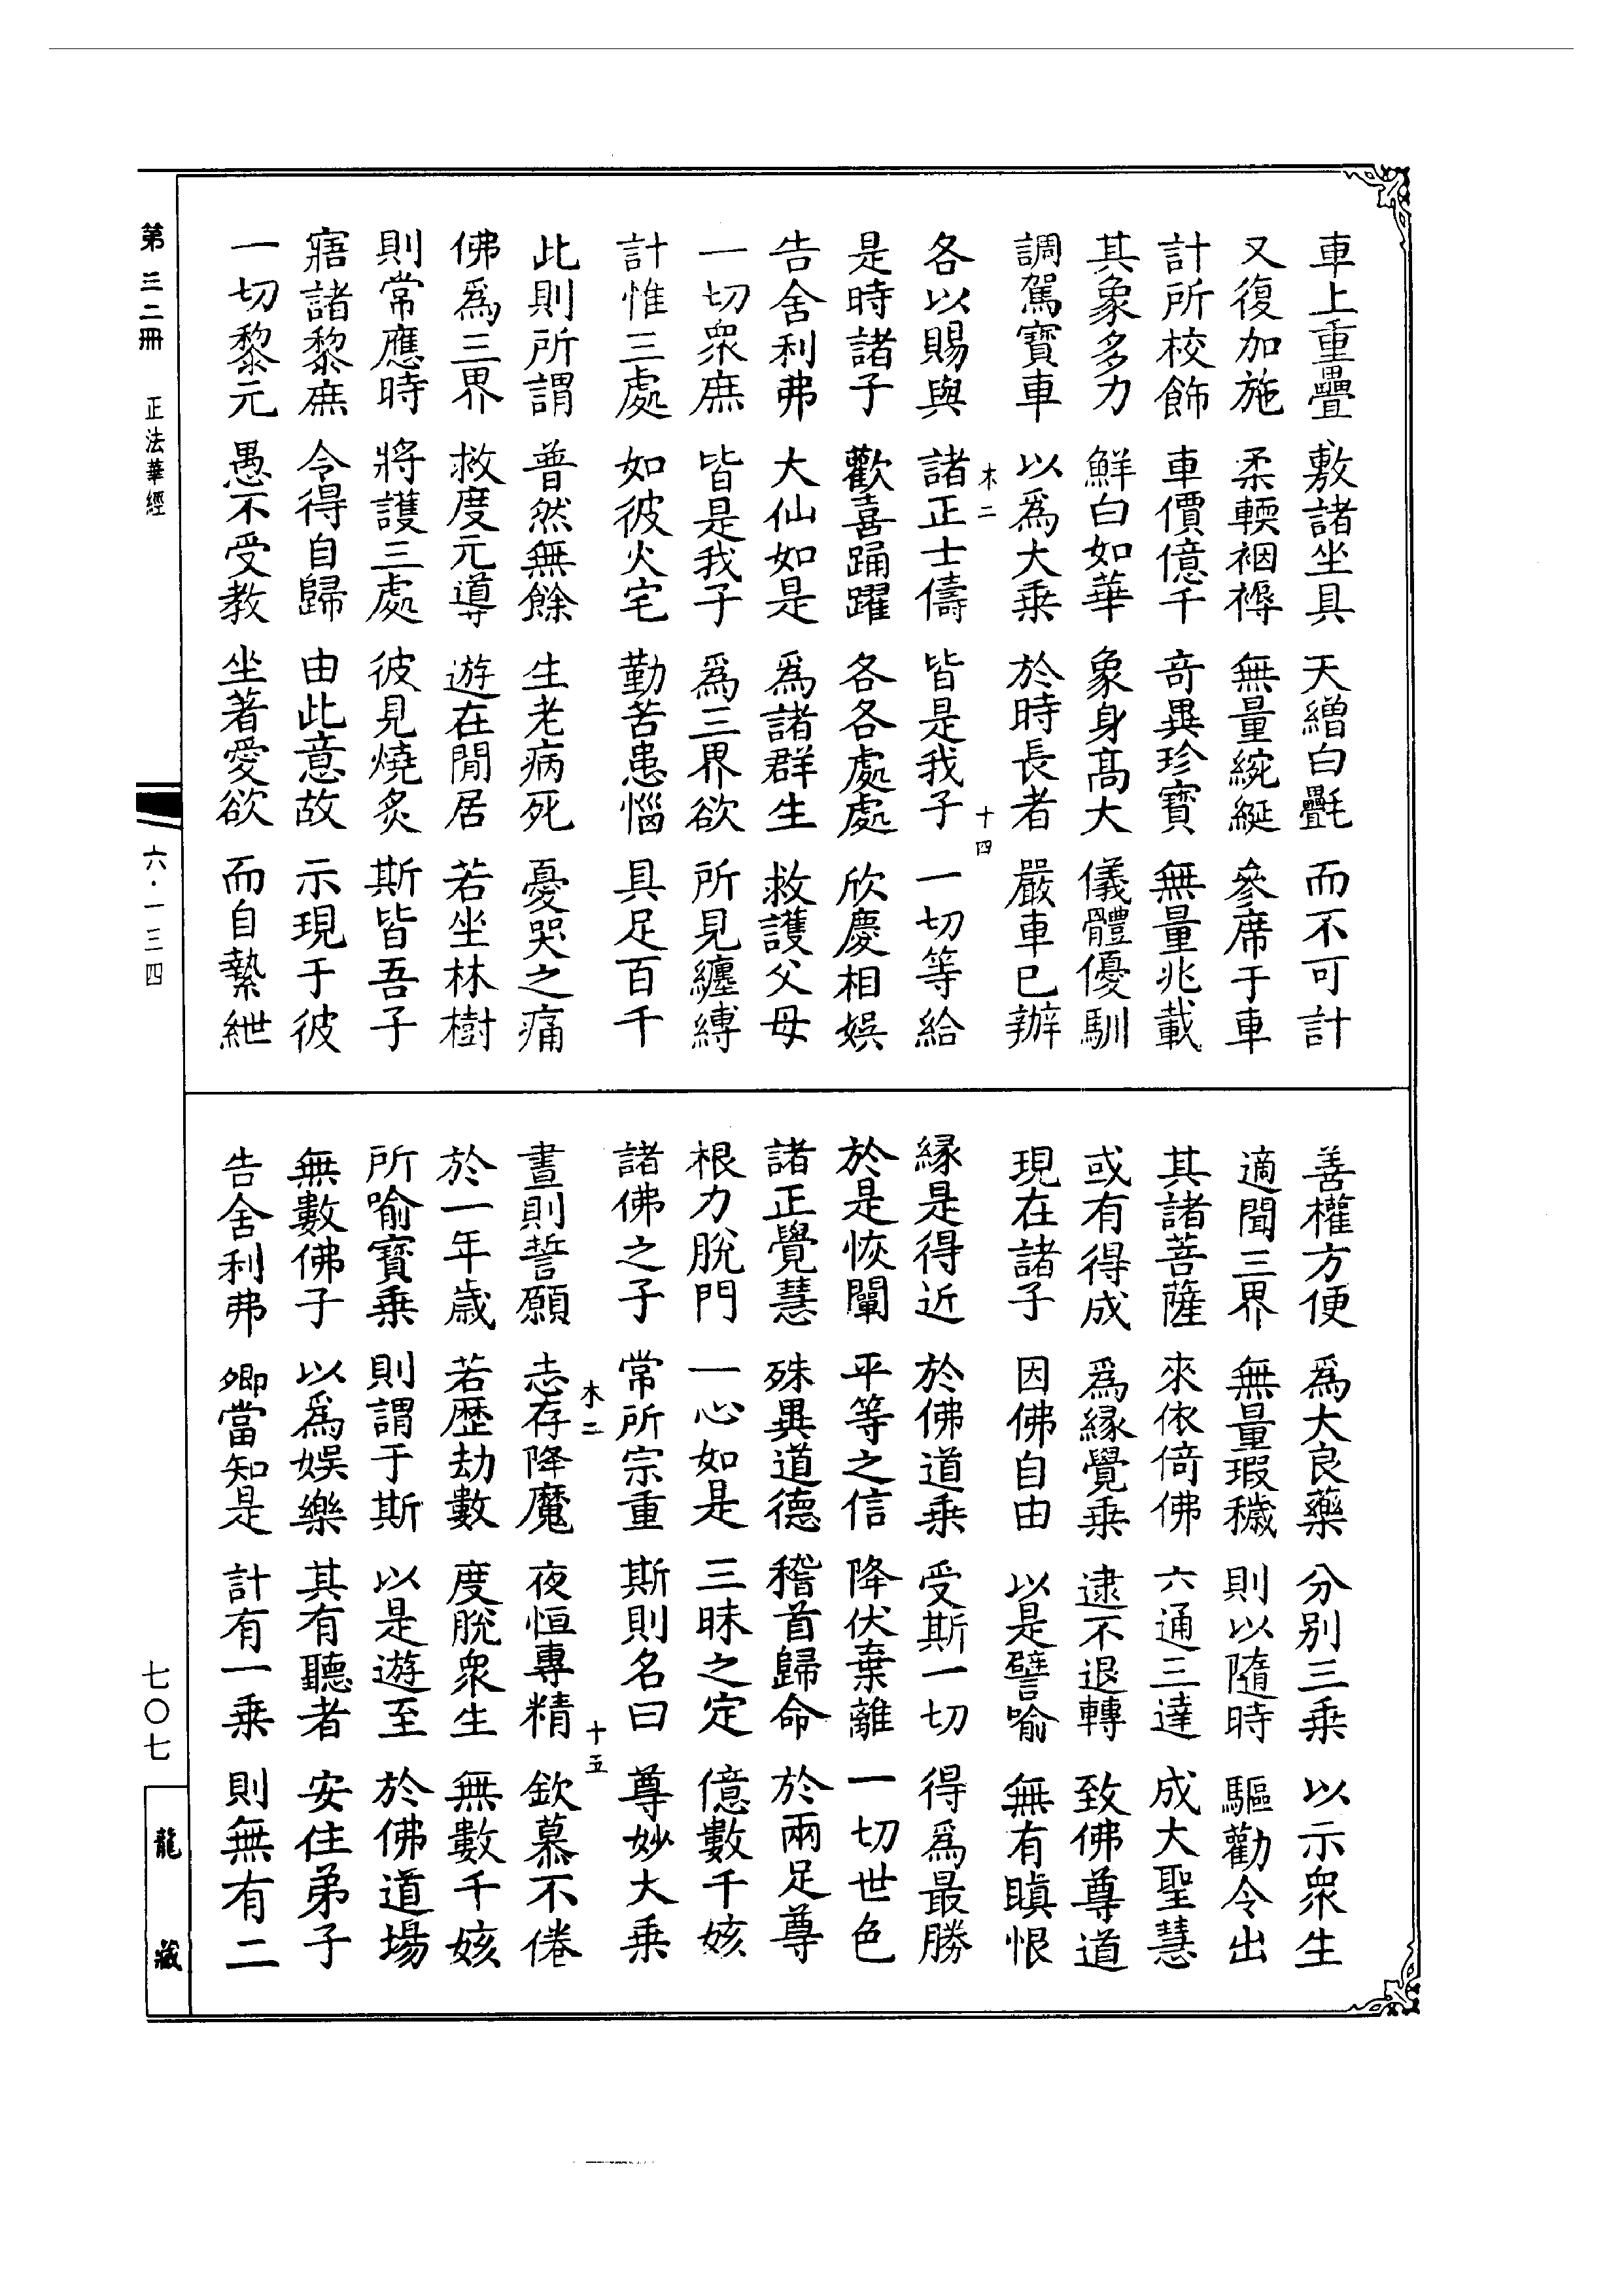 車上重疊　敷諸坐具　天繒白㲲　而不可計
又復加施　柔輭裀褥　無量綩綖　參席于車
計所校飾　車價億千　奇異珍寶　無量兆載
其象多力　鮮白如華　象身高大　儀體優馴
調駕寶車　以爲大乗　於時長者　嚴車已辦
木二　十四
各以賜與　諸正士儔　皆是我子　一切等給
是時諸子　歡喜踊躍　各各處處　欣慶相娛
告舍利弗　大仙如是　爲諸群生　救護父母
一切衆庶　皆是我子　爲三界欲　所見纏縛
計惟三處　如彼火宅　勤苦患惱　具足百千
此則所謂　普然無餘　生老病死　憂哭之痛
佛爲三界　救度元導　遊在閒居　若坐林樹
則常應時　將護三處　彼見燒炙　斯皆吾子
寤諸黎庶　令得自歸　由此意故　示現于彼
一切黎元　愚不受教　坐著愛欲　而自縶紲
善權方便　爲大良藥　分别三乗　以示衆生
適聞三界　無量瑕穢　則以隨時　驅勸令出
其諸菩薩　來依倚佛　六通三達　成大聖慧
或有得成　爲縁覺乗　逮不退轉　致佛尊道
現在諸子　因佛自由　以是譬喻　無有瞋恨
縁是得近　於佛道乗　受斯一切　得爲最勝
於是恢闡　平等之信　降伏棄離　一切世色
諸正覺慧　殊異道德　稽首歸命　於兩足尊
根力脫門　一心如是　三昧之定　億數千姟
諸佛之子　常所宗重　斯則名曰　尊妙大乗
木二　十五
晝則誓願　志存降魔　夜恒專精　欽慕不倦
於一年歲　若歷劫數　度脫衆生　無數千姟
所喻寶乗　則謂于斯　以是遊至　於佛道場
無數佛子　以爲娛樂　其有聽者　安住弟子
告舍利弗　卿當知是　計有一乗　則無有二
第三二冊　正法華經　六·一三四　七〇七　龍藏